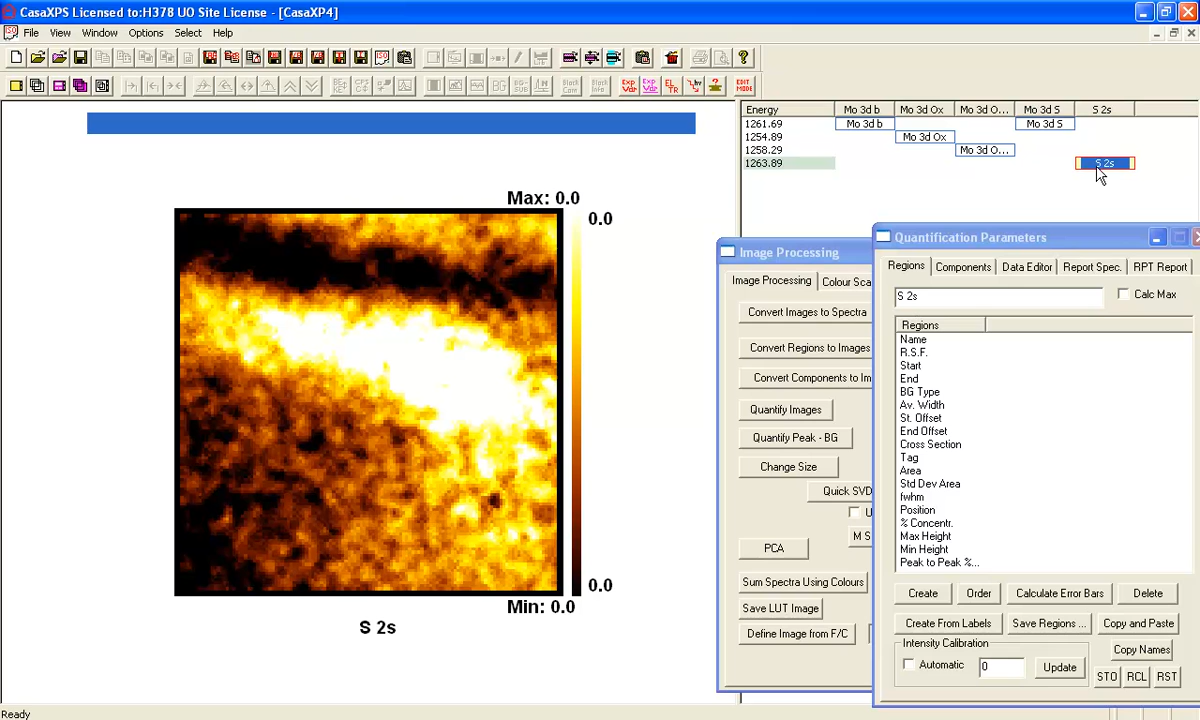 CasaXPS Licensed to:H378 UO Site License - [CasaXP4]
File View Window Options Select Help
Energy Mo 3d b Mo 3d Ox Mo 3d O... Mo 3d S S 2s
1261.69 Mo 3d b Mo 3d S
1254.89 Mo 3d Ox
1258.29 Mo 3d O...
1263.89 S 2s
Max: 0.0
0.0
0.0
Min: 0.0
S 2s
Image Processing
Image Processing Colour Sca
Convert Images to Spectra
Convert Regions to Images
Convert Components to Im
Quantify Images
Quantify Peak - BG
Change Size
Quick SVD
U
PCA
M S
Sum Spectra Using Colours
Save LUT Image
Define Image from F/C
Quantification Parameters
Regions Components Data Editor Report Spec. RPT Report
S 2s
Calc Max
Regions
Name
R.S.F.
Start
End
BG Type
Av. Width
St. Offset
End Offset
Cross Section
Tag
Area
Std Dev Area
fwhm
Position
% Concentr.
Max Height
Min Height
Peak to Peak %...
Create Order Calculate Error Bars Delete
Create From Labels Save Regions ... Copy and Paste
Intensity Calibration
Copy Names
Automatic 0 Update
STO RCL RST
Ready